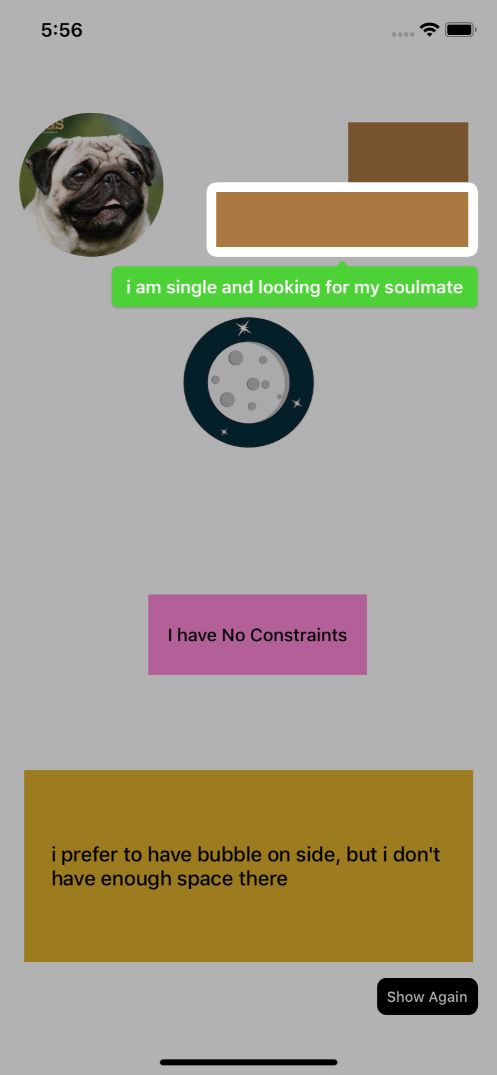 5:56
i am single and looking for my soulmate
I have No Constraints
i prefer to have bubble on side, but i don't
have enough space there
Show Again